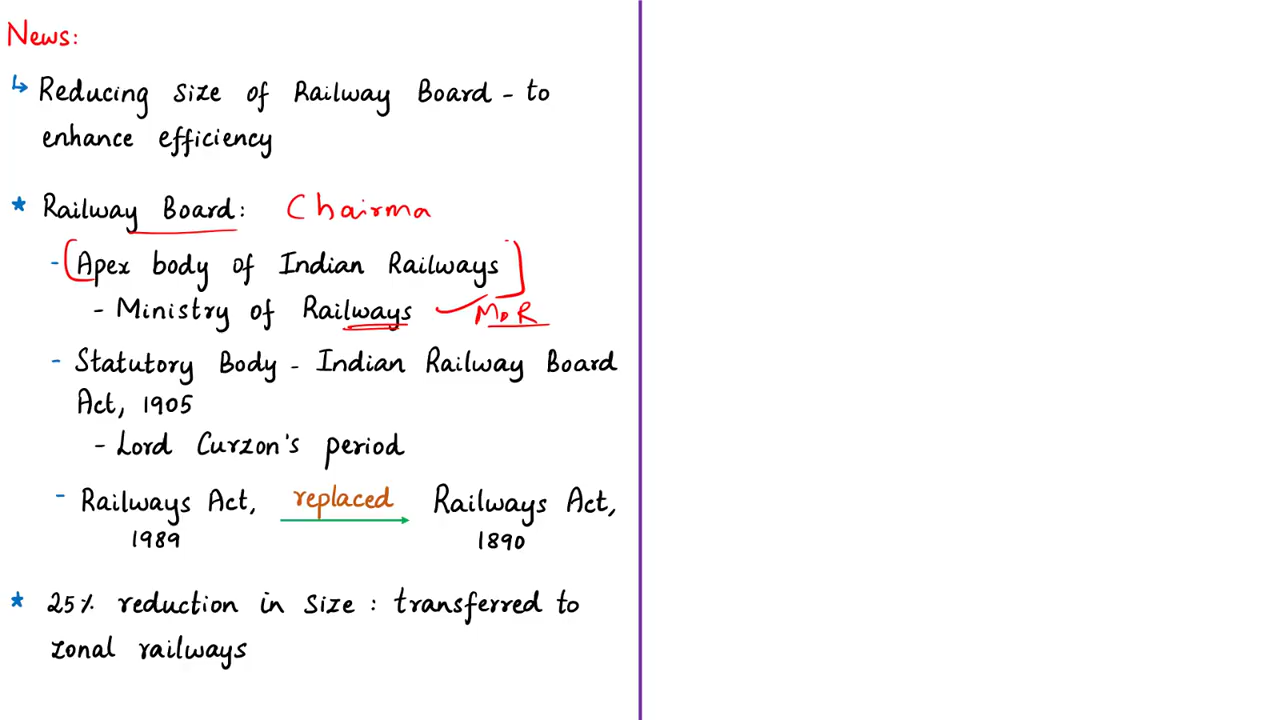 News:
↳ Reducing size of Railway Board - to
enhance efficiency
* Railway Board: Chairma
- Apex body of Indian Railways
- Ministry of Railways MoR
- Statutory Body - Indian Railway Board
Act, 1905
- Lord Curzon's period
- Railways Act, replaced Railways Act,
1989 1890
* 25% reduction in size : transferred to
zonal railways